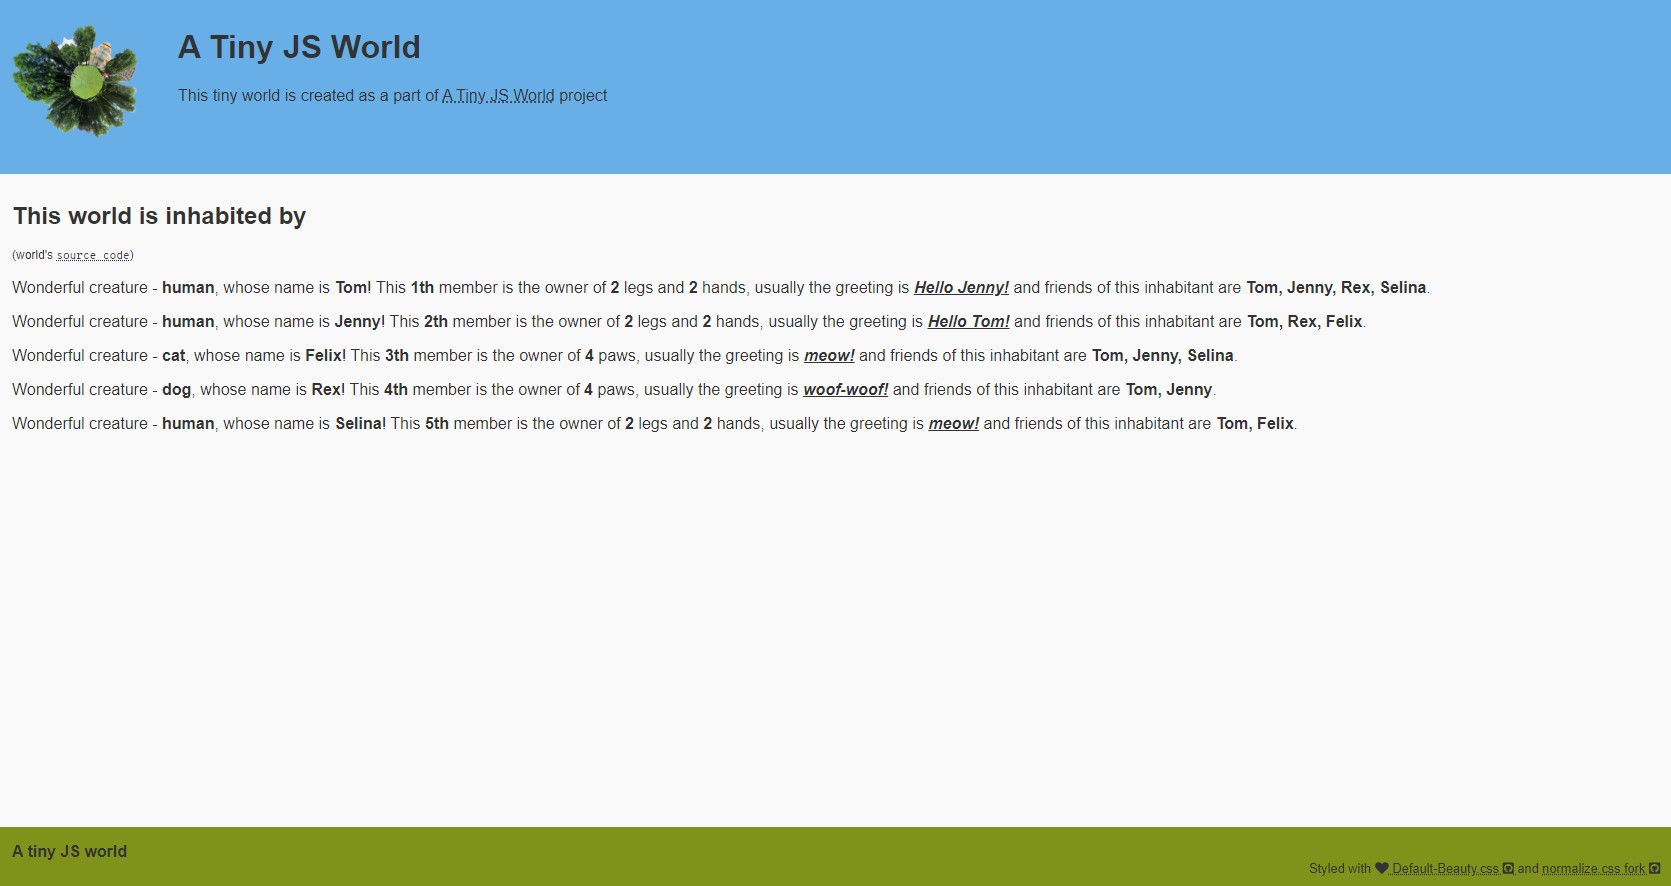 A Tiny JS World
This tiny world is created as a part of A Tiny JS World project
This world is inhabited by
(world's source code)
Wonderful creature - human, whose name is Tom! This 1th member is the owner of 2 legs and 2 hands, usually the greeting is Hello Jenny! and friends of this inhabitant are Tom, Jenny, Rex, Selina.
Wonderful creature - human, whose name is Jenny! This 2th member is the owner of 2 legs and 2 hands, usually the greeting is Hello Tom! and friends of this inhabitant are Tom, Rex, Felix.
Wonderful creature - cat, whose name is Felix! This 3th member is the owner of 4 paws, usually the greeting is meow! and friends of this inhabitant are Tom, Jenny, Selina.
Wonderful creature - dog, whose name is Rex! This 4th member is the owner of 4 paws, usually the greeting is woof-woof! and friends of this inhabitant are Tom, Jenny.
Wonderful creature - human, whose name is Selina! This 5th member is the owner of 2 legs and 2 hands, usually the greeting is meow! and friends of this inhabitant are Tom, Felix.
A tiny JS world
Styled with ♥ Default-Beauty.css and normalize.css fork